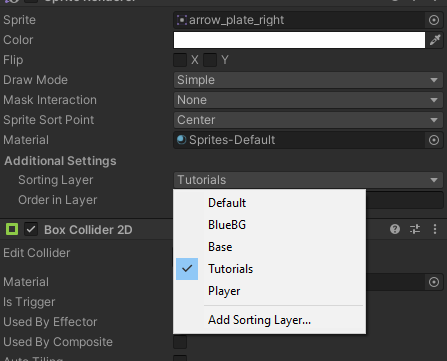 Sprite Renderer
Sprite arrow_plate_right
Color
Flip X Y
Draw Mode Simple
Mask Interaction None
Sprite Sort Point Center
Material Sprites-Default
Additional Settings
Sorting Layer Tutorials
Order in Layer
Default
BlueBG
Base
Tutorials
Player
Add Sorting Layer...
Box Collider 2D
Edit Collider
Material
Is Trigger
Used By Effector
Used By Composite
Auto Tiling